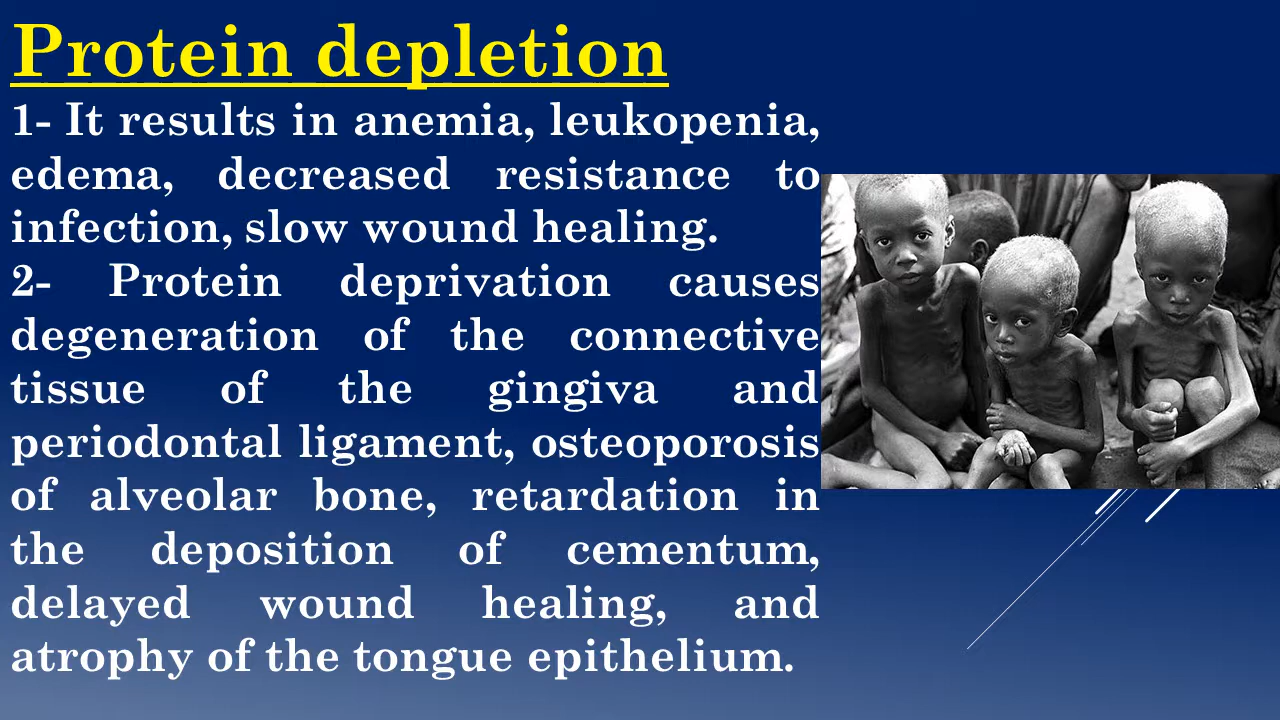 Protein depletion
1- It results in anemia, leukopenia,
edema, decreased resistance to
infection, slow wound healing.
2- Protein deprivation causes
degeneration of the connective
tissue of the gingiva and
periodontal ligament, osteoporosis
of alveolar bone, retardation in
the deposition of cementum,
delayed wound healing, and
atrophy of the tongue epithelium.